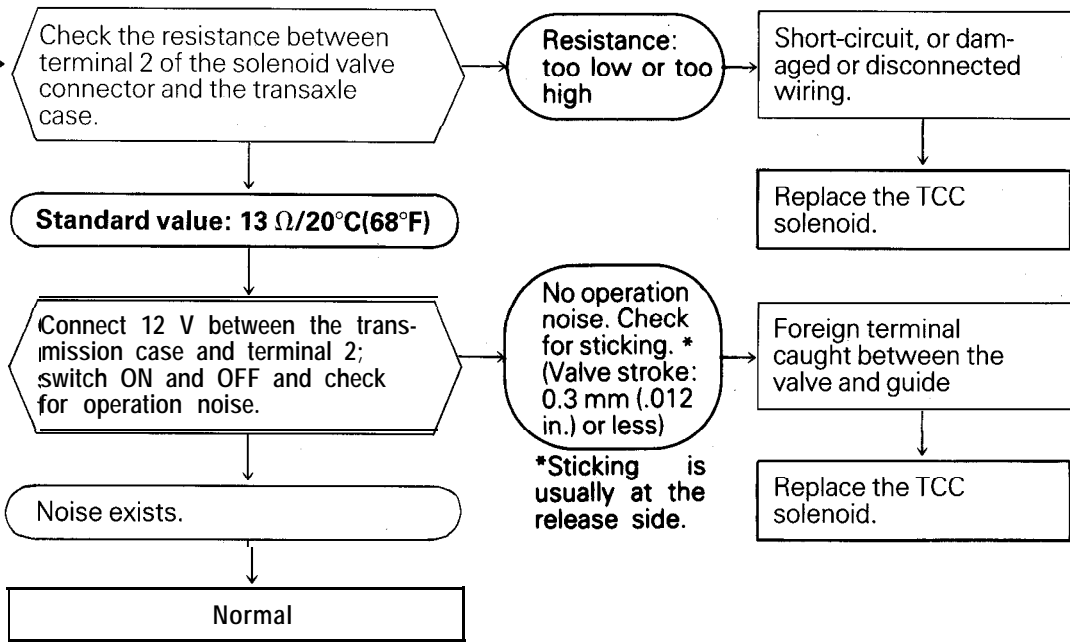 Check the resistance between
terminal 2 of the solenoid valve
connector and the transaxle
case.
Resistance:
too low or too
high
Short-circuit, or dam-
aged or disconnected
wiring.
Replace the TCC
solenoid.
Standard value: 13 Ω/20°C(68°F)
Connect 12 V between the trans-
mission case and terminal 2;
switch ON and OFF and check
for operation noise.
No operation
noise. Check
for sticking. *
(Valve stroke:
0.3 mm (.012
in.) or less)
*Sticking is
usually at the
release side.
Foreign terminal
caught between the
valve and guide
Replace the TCC
solenoid.
Noise exists.
Normal